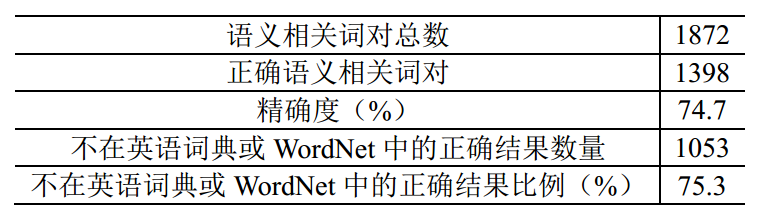 语义相关词对总数 1872
正确语义相关词对 1398
精确度（%） 74.7
不在英语词典或 WordNet 中的正确结果数量 1053
不在英语词典或 WordNet 中的正确结果比例（%） 75.3